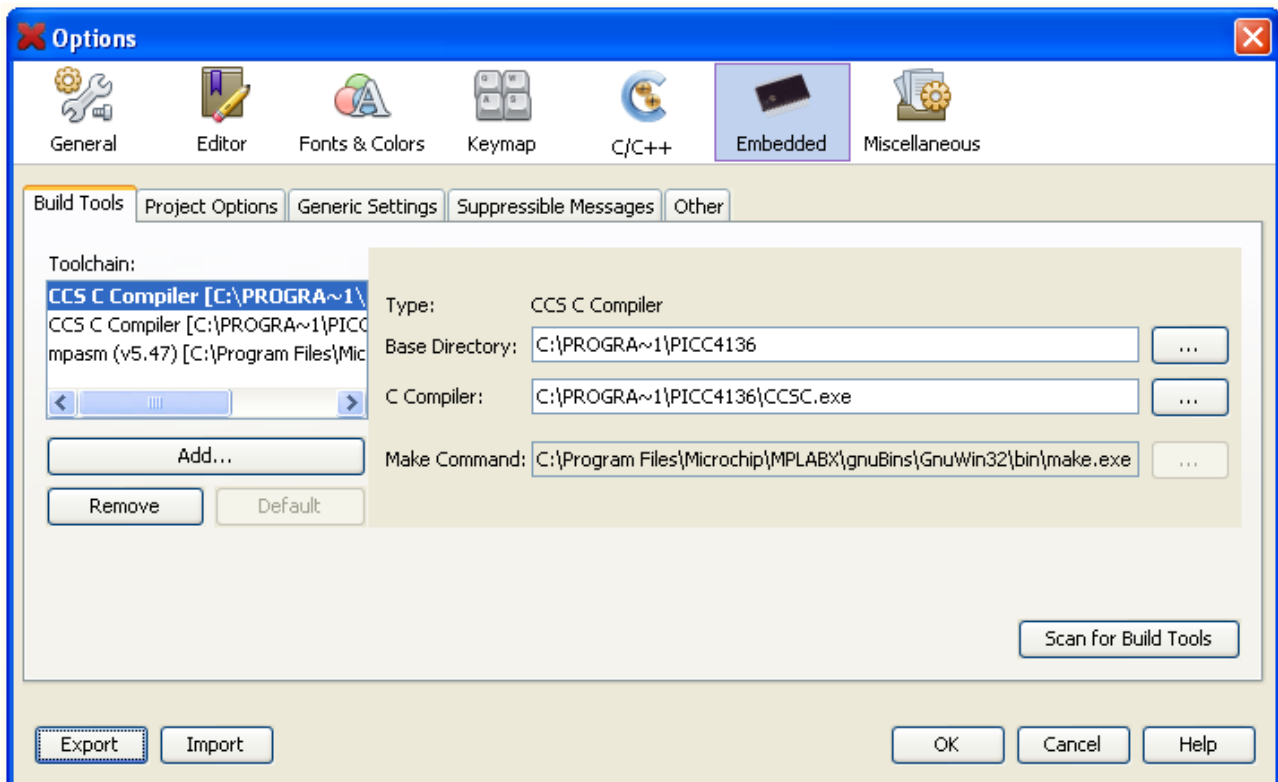 Options
General Editor Fonts & Colors Keymap C/C++ Embedded Miscellaneous
Build Tools Project Options Generic Settings Suppressible Messages Other
Toolchain:
CCS C Compiler [C:\PROGRA~1\
CCS C Compiler [C:\PROGRA~1\PICC
mpasm (v5.47) [C:\Program Files\Mic
Add...
Remove Default
Type: CCS C Compiler
Base Directory: C:\PROGRA~1\PICC4136 ...
C Compiler: C:\PROGRA~1\PICC4136\CCSC.exe ...
Make Command: C:\Program Files\Microchip\MPLABX\gnuBins\GnuWin32\bin\make.exe ...
Scan for Build Tools
Export Import OK Cancel Help